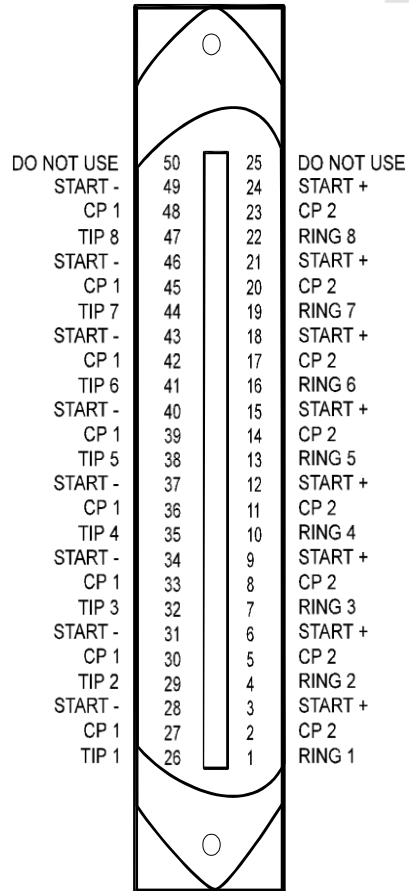 DO NOT USE 50 25 DO NOT USE
START - 49 24 START +
CP 1 48 23 CP 2
TIP 8 47 22 RING 8
START - 46 21 START +
CP 1 45 20 CP 2
TIP 7 44 19 RING 7
START - 43 18 START +
CP 1 42 17 CP 2
TIP 6 41 16 RING 6
START - 40 15 START +
CP 1 39 14 CP 2
TIP 5 38 13 RING 5
START - 37 12 START +
CP 1 36 11 CP 2
TIP 4 35 10 RING 4
START - 34 9 START +
CP 1 33 8 CP 2
TIP 3 32 7 RING 3
START - 31 6 START +
CP 1 30 5 CP 2
TIP 2 29 4 RING 2
START - 28 3 START +
CP 1 27 2 CP 2
TIP 1 26 1 RING 1